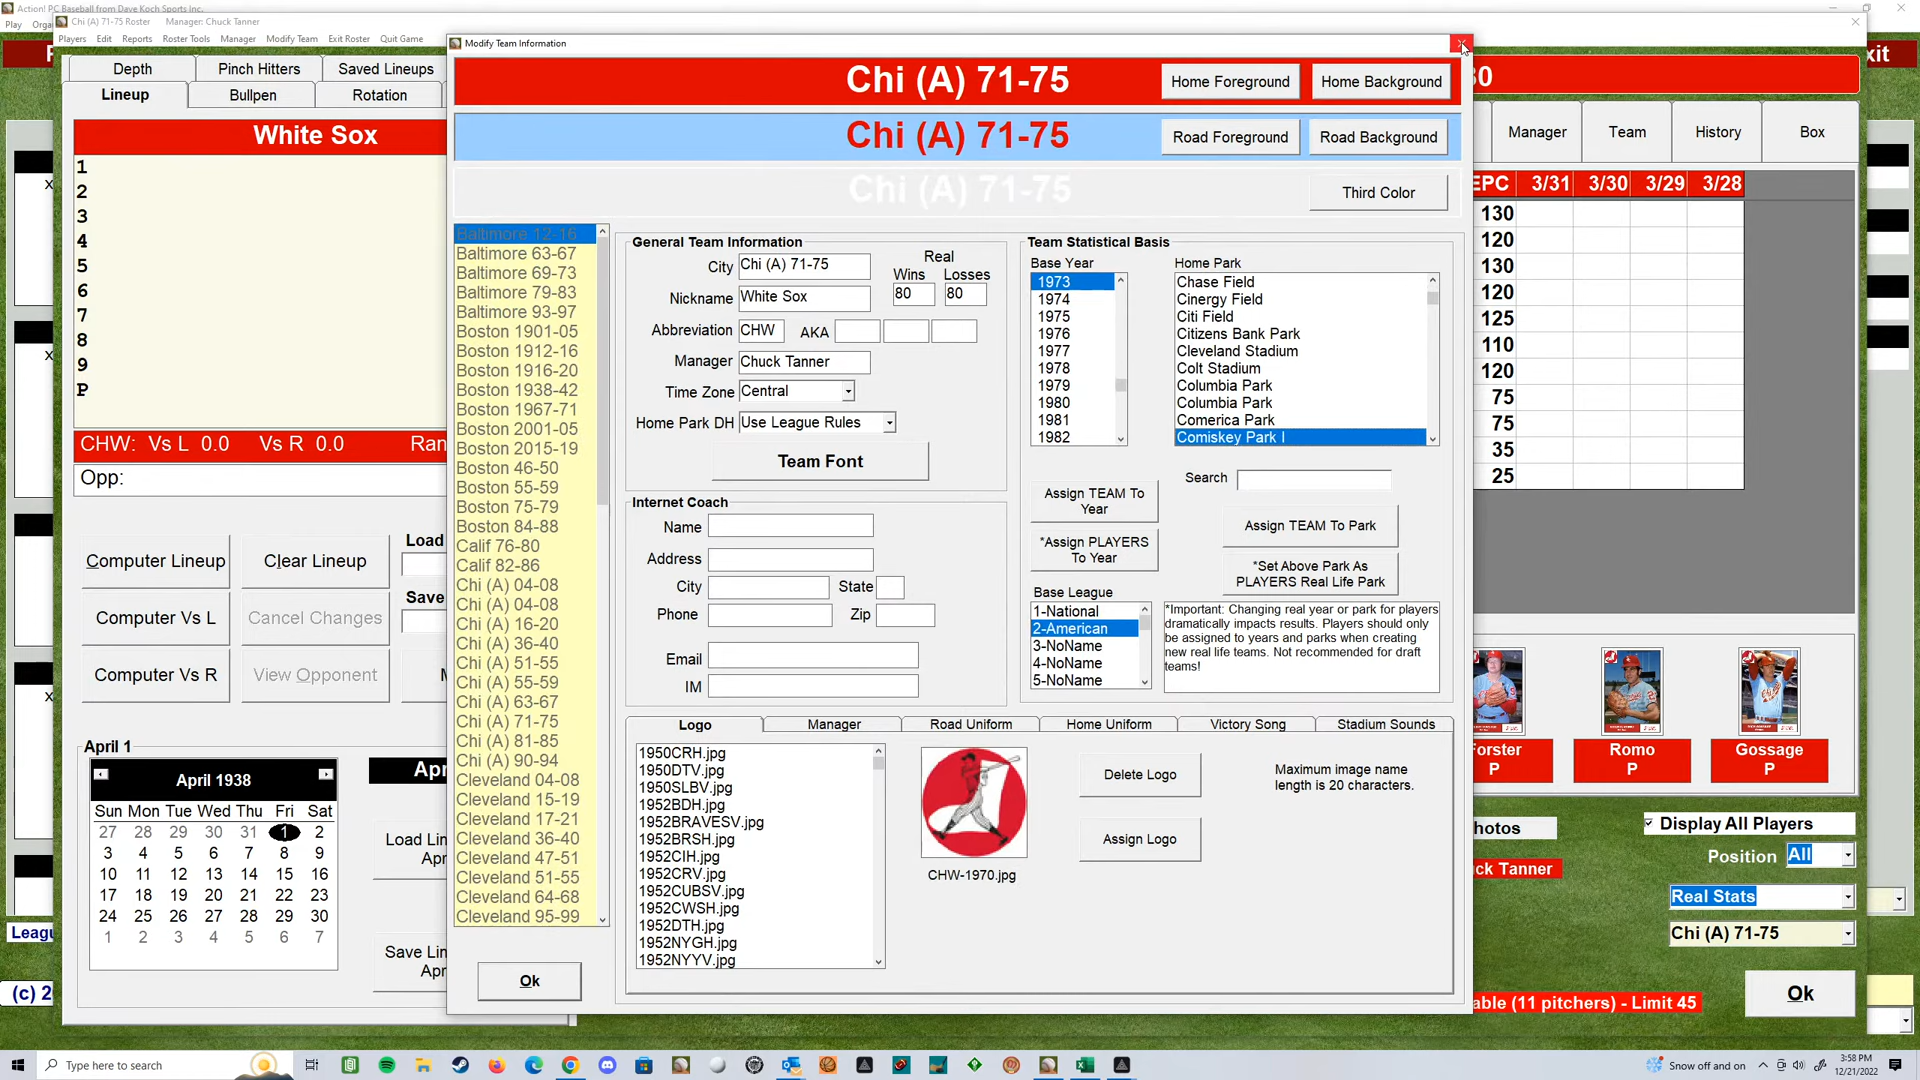 Action! PC Baseball from Dave Koch Sports Inc.
Play
Chi (A) 71-75 Roster Manager: Chuck Tanner
Players Edit Reports Roster Tools Manager Modify Team Exit Roster Quit Game
Depth Pinch Hitters Saved Lineups
Lineup Bullpen Rotation
White Sox
1
2
3
4
5
6
7
8
9
P
CHW: Vs L 0.0 Vs R 0.0
Opp:
Computer Lineup Clear Lineup Load
Computer Vs L Cancel Changes Save
Computer Vs R View Opponent
April 1
April 1938
Sun Mon Tue Wed Thu Fri Sat
27 28 29 30 31 1 2
3 4 5 6 7 8 9
10 11 12 13 14 15 16
17 18 19 20 21 22 23
24 25 26 27 28 29 30
1 2 3 4 5 6 7
Modify Team Information
Chi (A) 71-75 Home Foreground Home Background
Chi (A) 71-75 Road Foreground Road Background
Chi (A) 71-75 Third Color
Baltimore 12-16
Baltimore 63-67
Baltimore 69-73
Baltimore 79-83
Baltimore 93-97
Boston 1901-05
Boston 1912-16
Boston 1916-20
Boston 1938-42
Boston 1967-71
Boston 2001-05
Boston 2015-19
Boston 46-50
Boston 55-59
Boston 75-79
Boston 84-88
Calif 76-80
Calif 82-86
Chi (A) 04-08
Chi (A) 04-08
Chi (A) 16-20
Chi (A) 36-40
Chi (A) 51-55
Chi (A) 55-59
Chi (A) 63-67
Chi (A) 71-75
Chi (A) 81-85
Chi (A) 90-94
Cleveland 04-08
Cleveland 15-19
Cleveland 17-21
Cleveland 36-40
Cleveland 47-51
Cleveland 51-55
Cleveland 64-68
Cleveland 95-99
Ok
General Team Information
City Chi (A) 71-75
Real
Wins Losses
80 80
Nickname White Sox
Abbreviation CHW AKA
Manager Chuck Tanner
Time Zone Central
Home Park DH Use League Rules
Team Font
Internet Coach
Name
Address
City State
Phone Zip
Email
IM
Team Statistical Basis
Base Year
1973
1974
1975
1976
1977
1978
1979
1980
1981
1982
Home Park
Chase Field
Cinergy Field
Citi Field
Citizens Bank Park
Cleveland Stadium
Colt Stadium
Columbia Park
Columbia Park
Comerica Park
Comiskey Park I
Search
Assign TEAM To Year
Assign TEAM To Park
*Assign PLAYERS To Year
*Set Above Park As PLAYERS Real Life Park
Base League
1-National
2-American
3-NoName
4-NoName
5-NoName
*Important: Changing real year or park for players
dramatically impacts results. Players should only
be assigned to years and parks when creating
new real life teams. Not recommended for draft
teams!
Logo Manager Road Uniform Home Uniform Victory Song Stadium Sounds
1950CRH.jpg
1950DTV.jpg
1950SLBV.jpg
1952BDH.jpg
1952BRAVESV.jpg
1952BRSH.jpg
1952CIH.jpg
1952CRV.jpg
1952CUBSV.jpg
1952CWSH.jpg
1952DTH.jpg
1952NYGH.jpg
1952NYYV.jpg
CHW-1970.jpg
Delete Logo
Assign Logo
Maximum image name
length is 20 characters.
Manager Team History Box
EPC 3/31 3/30 3/29 3/28
130
120
130
120
125
110
120
75
75
35
25
Romo
P
Gossage
P
Display All Players
Position All
Real Stats
Chi (A) 71-75
(11 pitchers) - Limit 45
Ok
Type here to search
Snow off and on
3:58 PM
12/21/2022